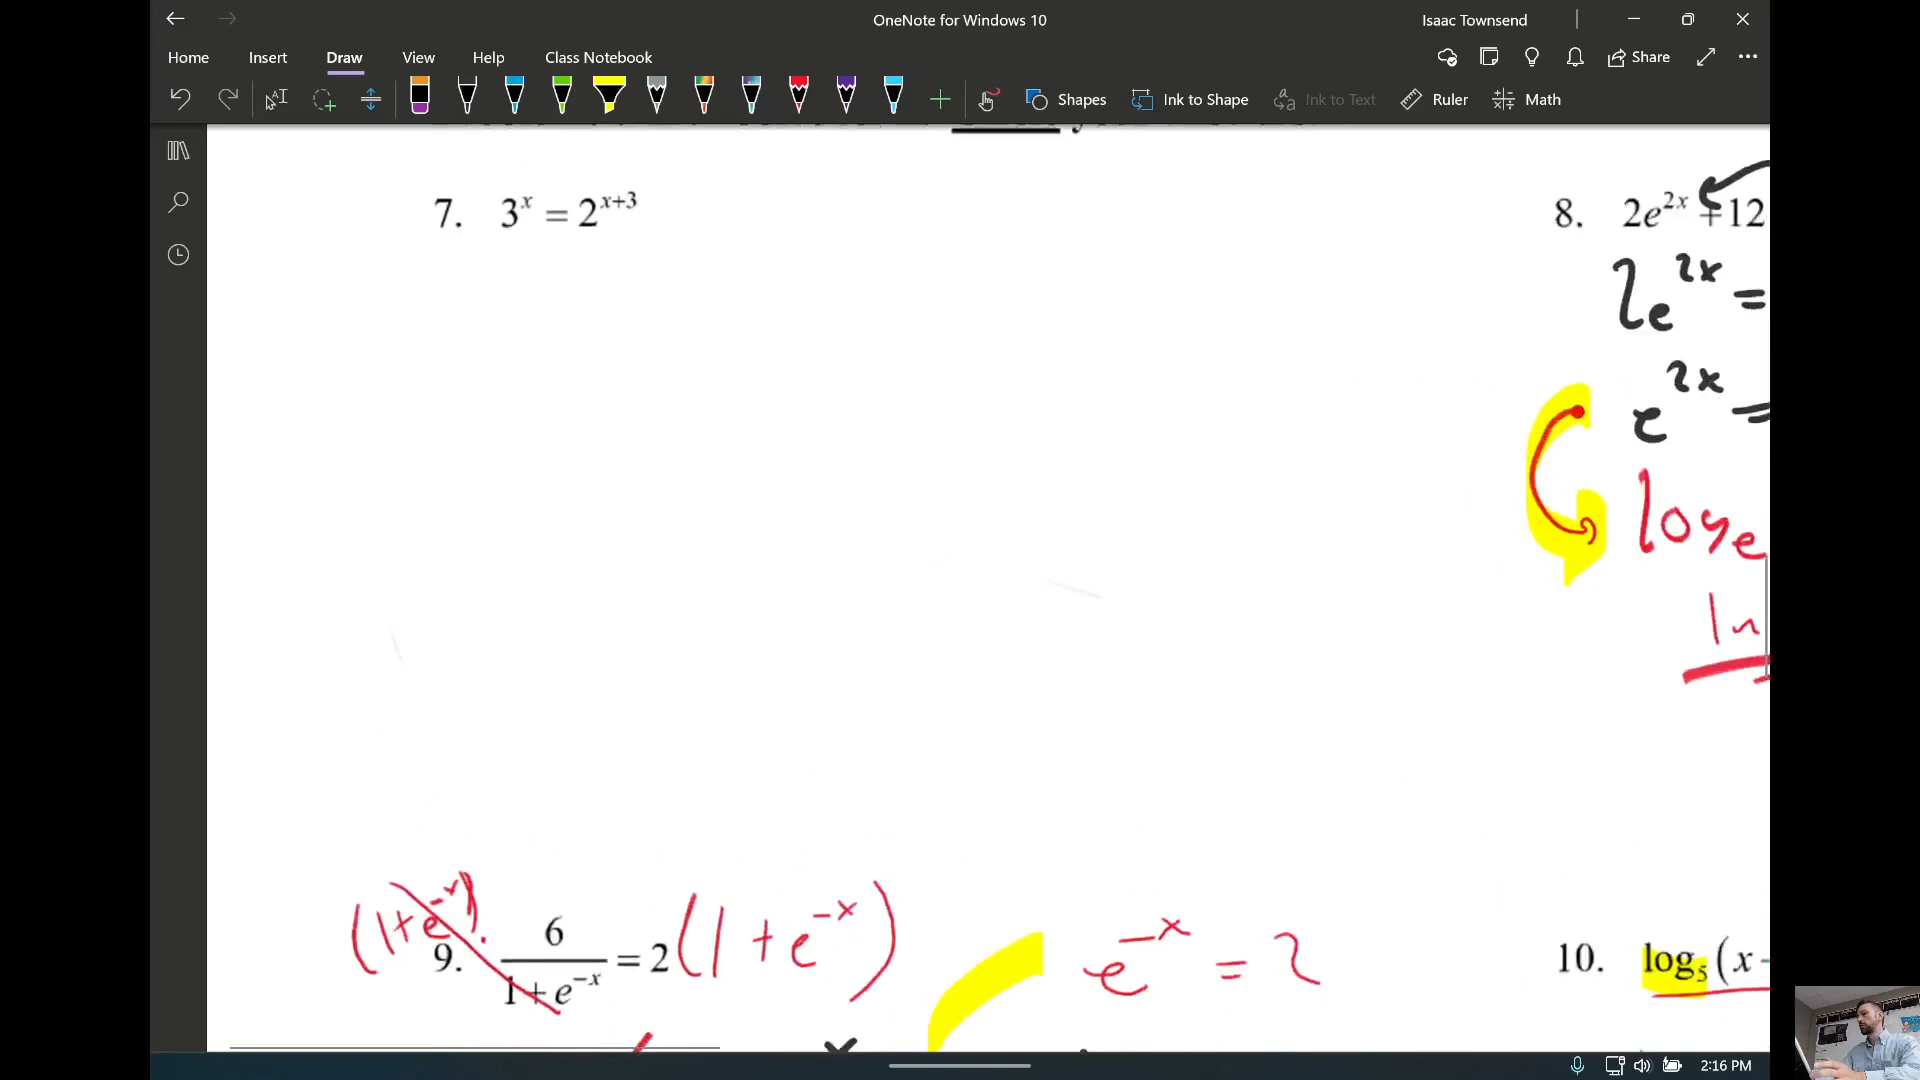 OneNote for Windows 10
Isaac Townsend
Home Insert Draw View Help Class Notebook
Share
Shapes Ink to Shape Ink to Text Ruler Math
7. 3^x = 2^{x+3}
8. 2e^{2x} + 12
2e^{2x} =
e^{2x} =
log_e
ln
(1+e^{-x}) ·
9. 6/(1+e^{-x}) = 2 (1+e^{-x})
e^{-x} = 2
10. log_5 (x -
2:16 PM